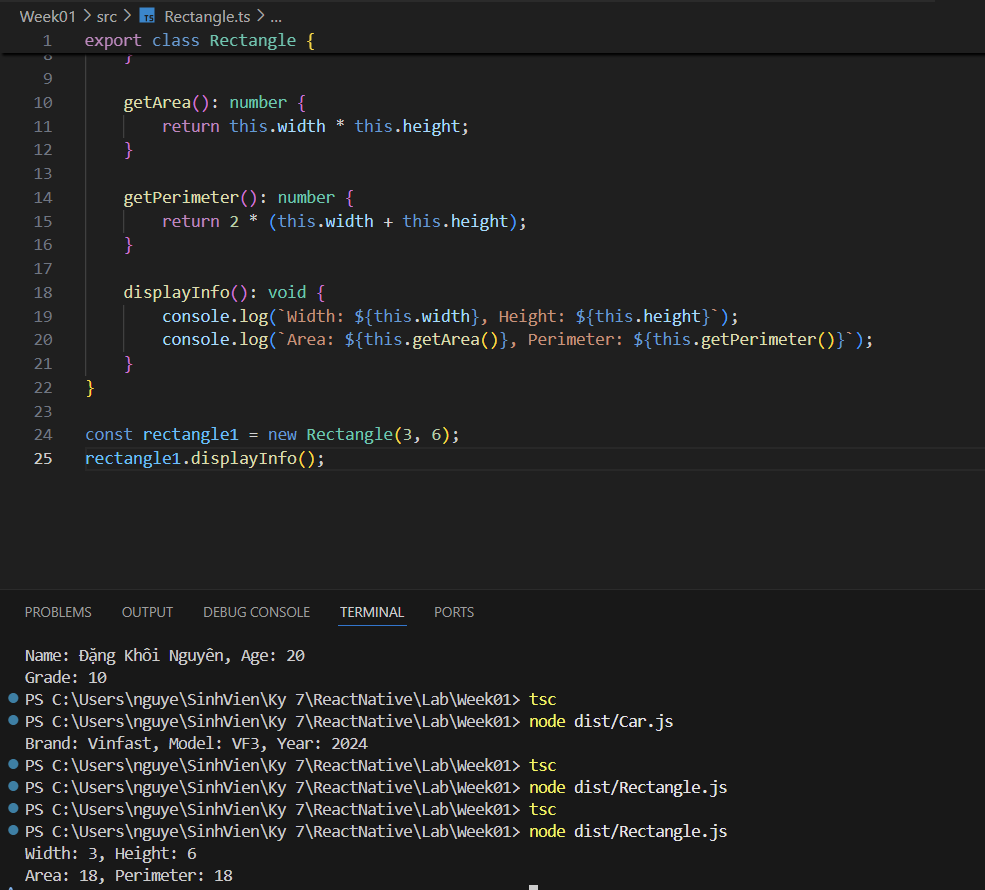 Week01 > src > TS Rectangle.ts > ...
1 export class Rectangle {
8 }
9
10 getArea(): number {
11 return this.width * this.height;
12 }
13
14 getPerimeter(): number {
15 return 2 * (this.width + this.height);
16 }
17
18 displayInfo(): void {
19 console.log(`Width: ${this.width}, Height: ${this.height}`);
20 console.log(`Area: ${this.getArea()}, Perimeter: ${this.getPerimeter()}`);
21 }
22 }
23
24 const rectangle1 = new Rectangle(3, 6);
25 rectangle1.displayInfo();
PROBLEMS OUTPUT DEBUG CONSOLE TERMINAL PORTS
Name: Đặng Khôi Nguyên, Age: 20
Grade: 10
PS C:\Users\nguye\SinhVien\Ky 7\ReactNative\Lab\Week01> tsc
PS C:\Users\nguye\SinhVien\Ky 7\ReactNative\Lab\Week01> node dist/Car.js
Brand: Vinfast, Model: VF3, Year: 2024
PS C:\Users\nguye\SinhVien\Ky 7\ReactNative\Lab\Week01> tsc
PS C:\Users\nguye\SinhVien\Ky 7\ReactNative\Lab\Week01> node dist/Rectangle.js
PS C:\Users\nguye\SinhVien\Ky 7\ReactNative\Lab\Week01> tsc
PS C:\Users\nguye\SinhVien\Ky 7\ReactNative\Lab\Week01> node dist/Rectangle.js
Width: 3, Height: 6
Area: 18, Perimeter: 18